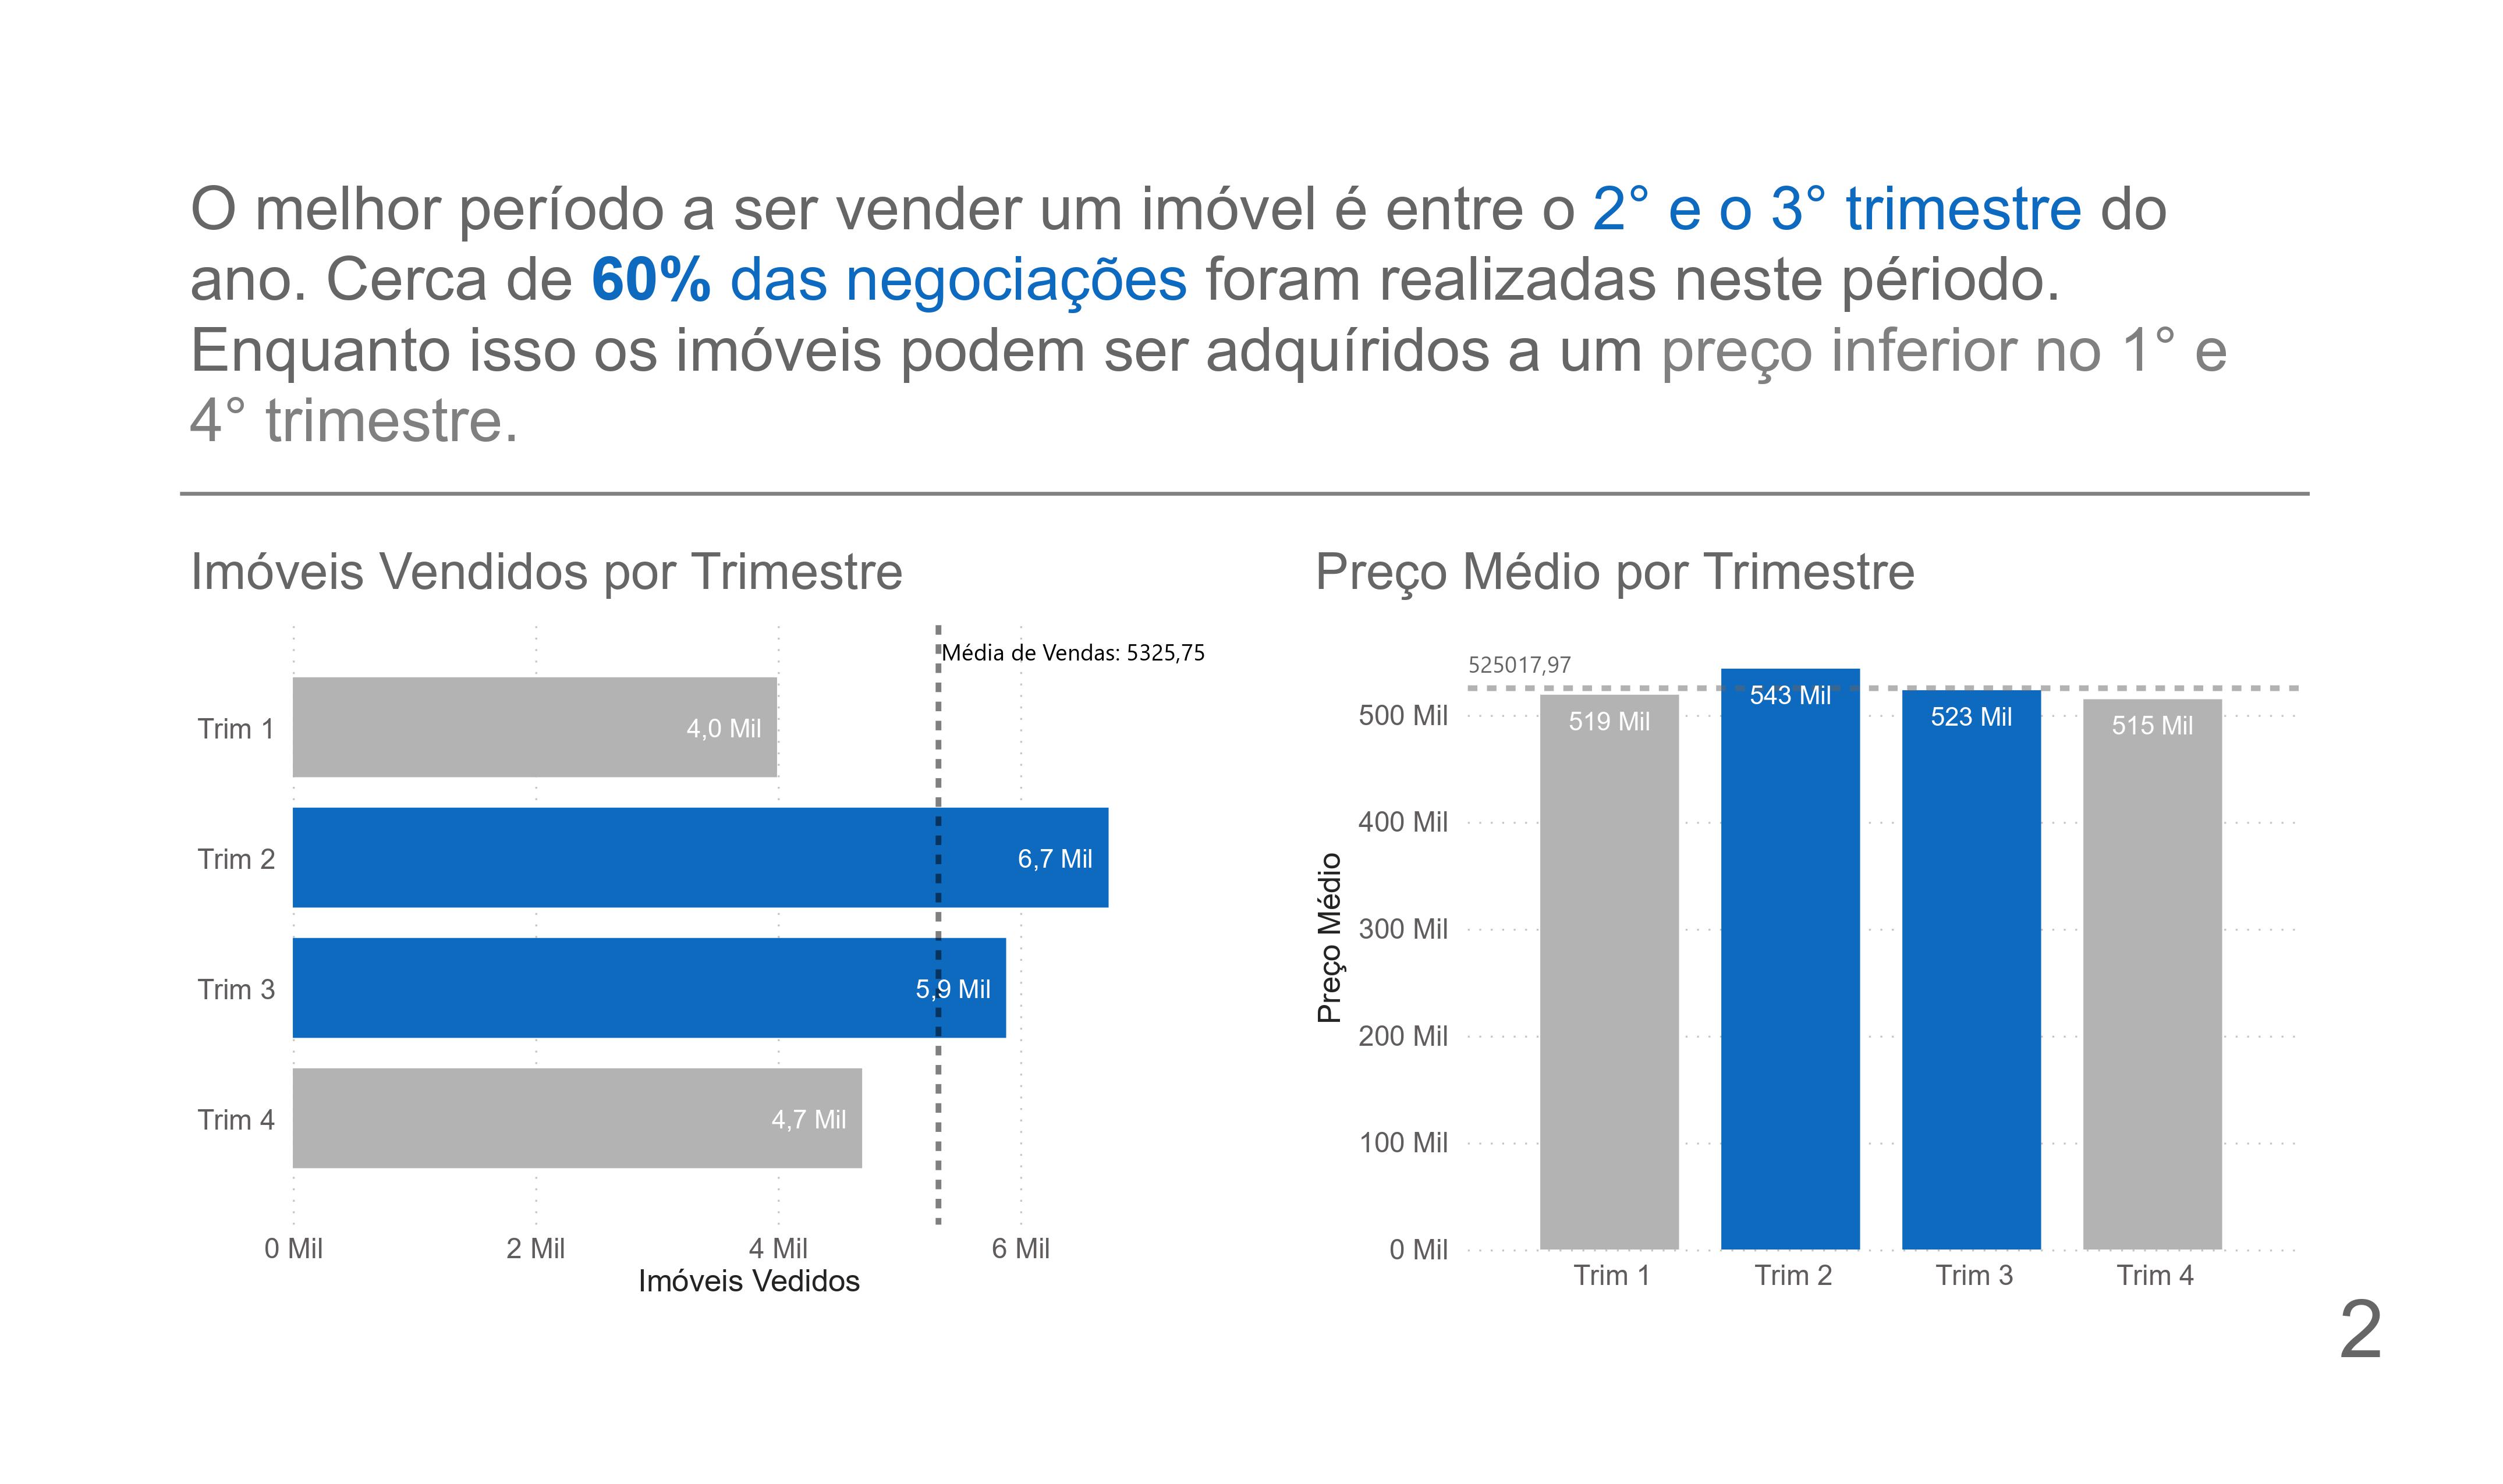 O melhor período a ser vender um imóvel é entre o 2° e o 3° trimestre do
ano. Cerca de 60% das negociações foram realizadas neste périodo.
Enquanto isso os imóveis podem ser adquíridos a um preço inferior no 1° e
4° trimestre.
Imóveis Vendidos por Trimestre
Média de Vendas: 5325,75
Trim 1
4,0 Mil
Trim 2
6,7 Mil
Trim 3
5,9 Mil
Trim 4
4,7 Mil
0 Mil
2 Mil
4 Mil
6 Mil
Imóveis Vedidos
Preço Médio por Trimestre
525017,97
Preço Médio
500 Mil
400 Mil
300 Mil
200 Mil
100 Mil
0 Mil
519 Mil
543 Mil
523 Mil
515 Mil
Trim 1
Trim 2
Trim 3
Trim 4
2